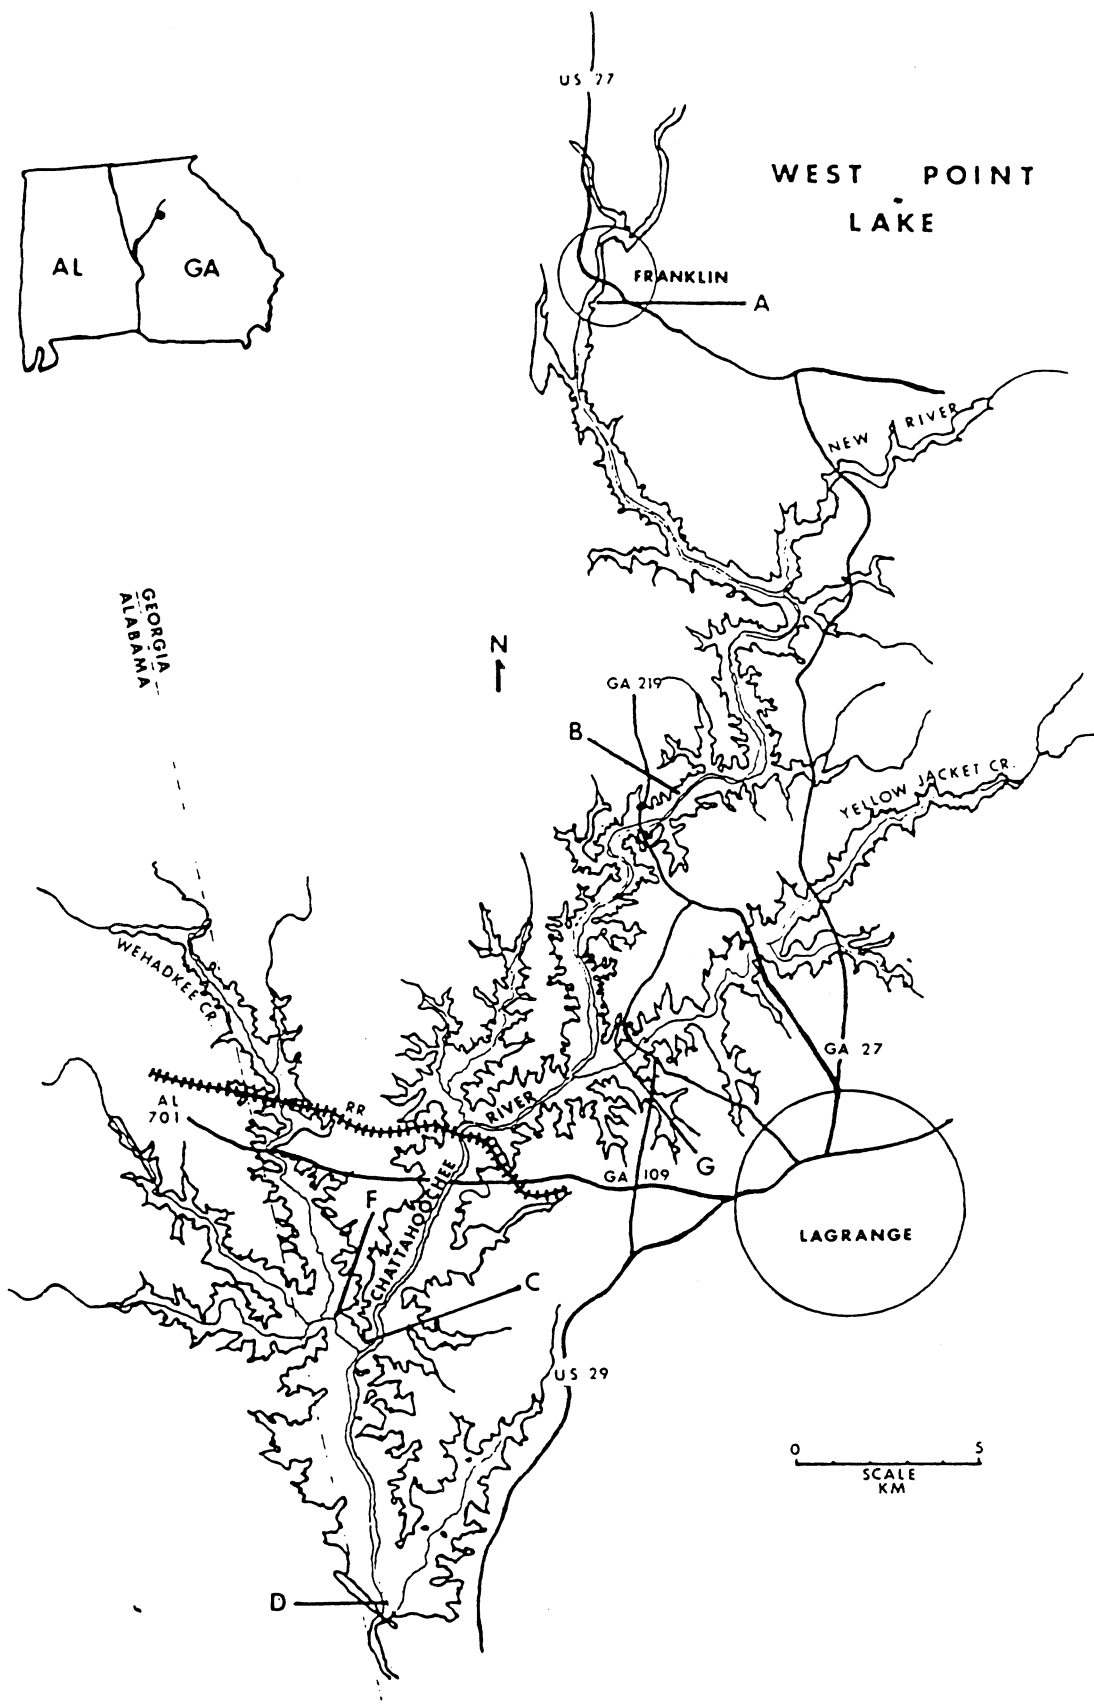 US 27
WEST POINT
LAKE
AL
GA
FRANKLIN
A
NEW RIVER
GEORGIA
ALABAMA
N
GA 219
B
YELLOW JACKET CR.
WEHADKEE CR.
GA 27
RR
RIVER
AL
701
G
GA 109
F
CHATTAHOOCHEE
LAGRANGE
C
US 29
0 5
SCALE
KM
D